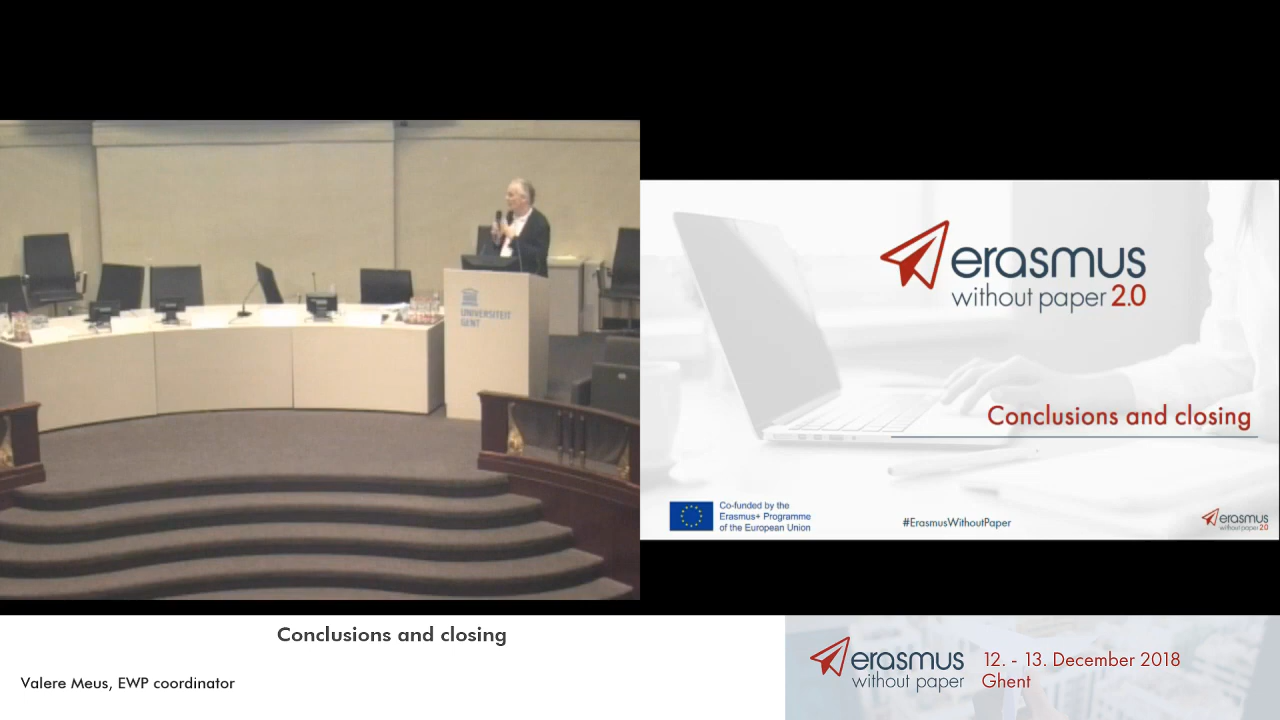 UNIVERSITEIT
GENT
erasmus
without paper 2.0
Conclusions and closing
Co-funded by the
Erasmus+ Programme
of the European Union
#ErasmusWithoutPaper
erasmus
without paper 2.0
Conclusions and closing
Valere Meus, EWP coordinator
erasmus
without paper
12. - 13. December 2018
Ghent